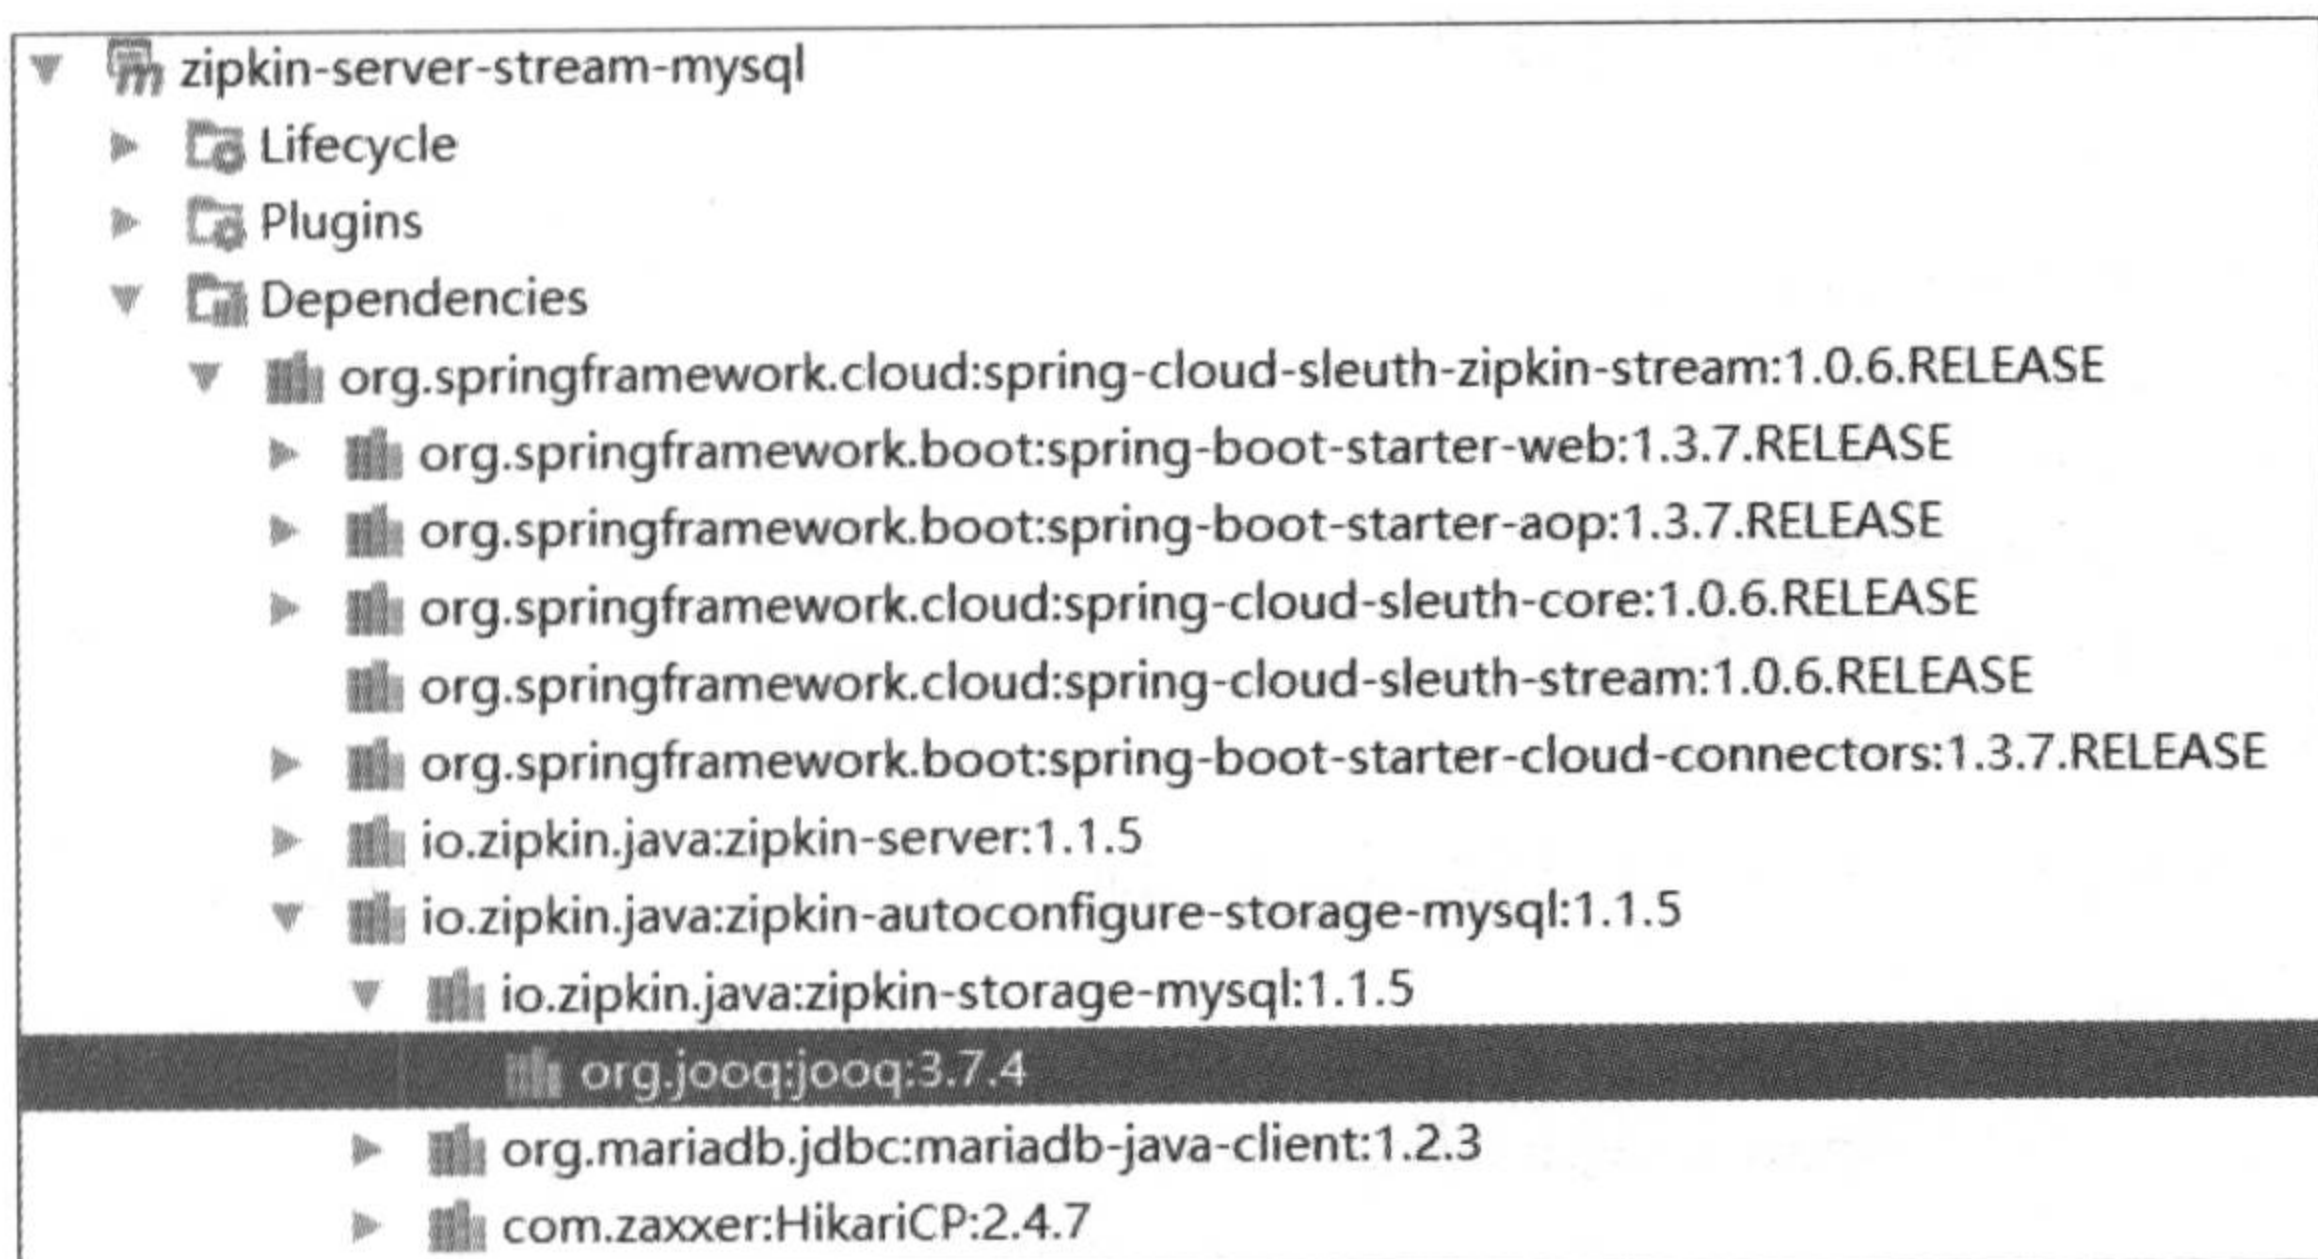 zipkin-server-stream-mysql
Lifecycle
Plugins
Dependencies
org.springframework.cloud:spring-cloud-sleuth-zipkin-stream:1.0.6.RELEASE
org.springframework.boot:spring-boot-starter-web:1.3.7.RELEASE
org.springframework.boot:spring-boot-starter-aop:1.3.7.RELEASE
org.springframework.cloud:spring-cloud-sleuth-core:1.0.6.RELEASE
org.springframework.cloud:spring-cloud-sleuth-stream:1.0.6.RELEASE
org.springframework.boot:spring-boot-starter-cloud-connectors:1.3.7.RELEASE
io.zipkin.java:zipkin-server:1.1.5
io.zipkin.java:zipkin-autoconfigure-storage-mysql:1.1.5
io.zipkin.java:zipkin-storage-mysql:1.1.5
org.jooq:jooq:3.7.4
org.mariadb.jdbc:mariadb-java-client:1.2.3
com.zaxxer:HikariCP:2.4.7